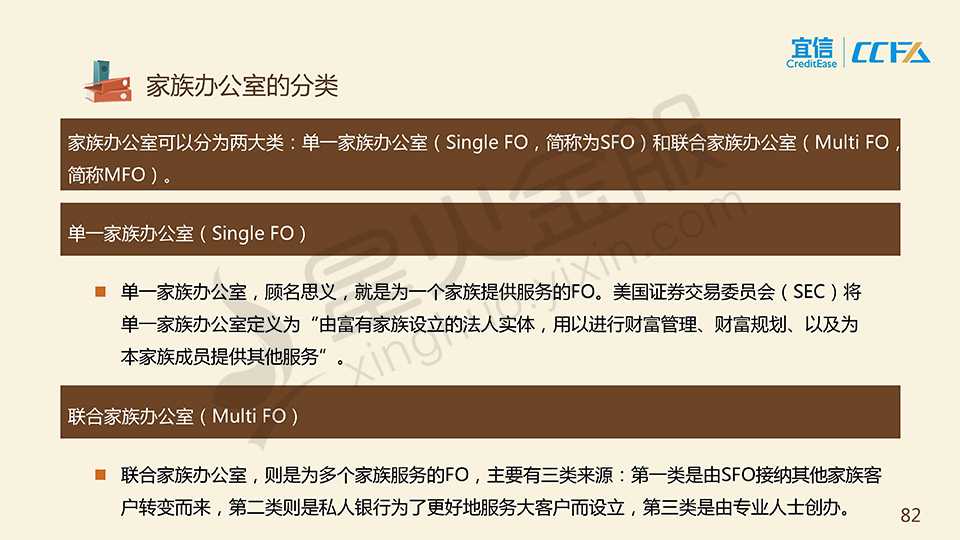 宜信
CreditEase
CCFA
家族办公室的分类
家族办公室可以分为两大类：单一家族办公室（Single FO，简称为SFO）和联合家族办公室（Multi FO，
简称MFO）。
单一家族办公室（Single FO）
单一家族办公室，顾名思义，就是为一个家族提供服务的FO。美国证券交易委员会（SEC）将
单一家族办公室定义为“由富有家族设立的法人实体，用以进行财富管理、财富规划、以及为
本家族成员提供其他服务”。
联合家族办公室（Multi FO）
联合家族办公室，则是为多个家族服务的FO，主要有三类来源：第一类是由SFO接纳其他家族客
户转变而来，第二类则是私人银行为了更好地服务大客户而设立，第三类是由专业人士创办。
82
星火金服
xinghuo.yixin.com